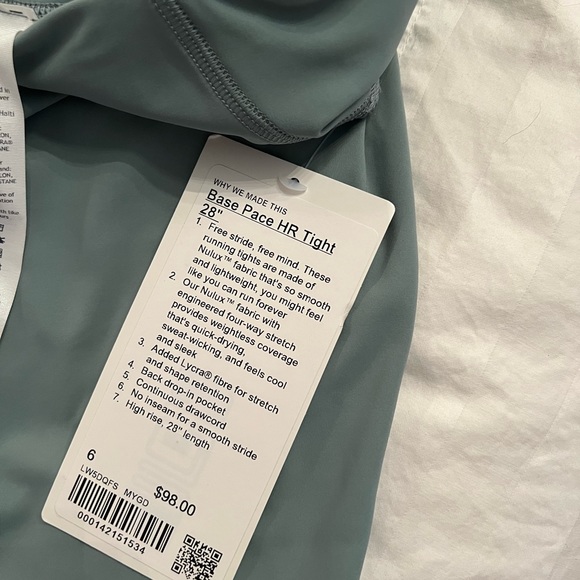 Haiti
WHY WE MADE THIS
Base Pace HR Tight
28"
1. Free stride, free mind. These
running tights are made of
Nulux™ fabric that's so smooth
and lightweight, you might feel
like you can run forever
2. Our Nulux™ fabric with
engineered four-way stretch
provides weightless coverage
that's quick-drying,
sweat-wicking, and feels cool
and sleek
3. Added Lycra® fibre for stretch
and shape retention
4. Back drop-in pocket
5. Continuous drawcord
6. No inseam for a smooth stride
7. High rise, 28" length
6
LW5DQFS MYGD
$98.00
000142151534